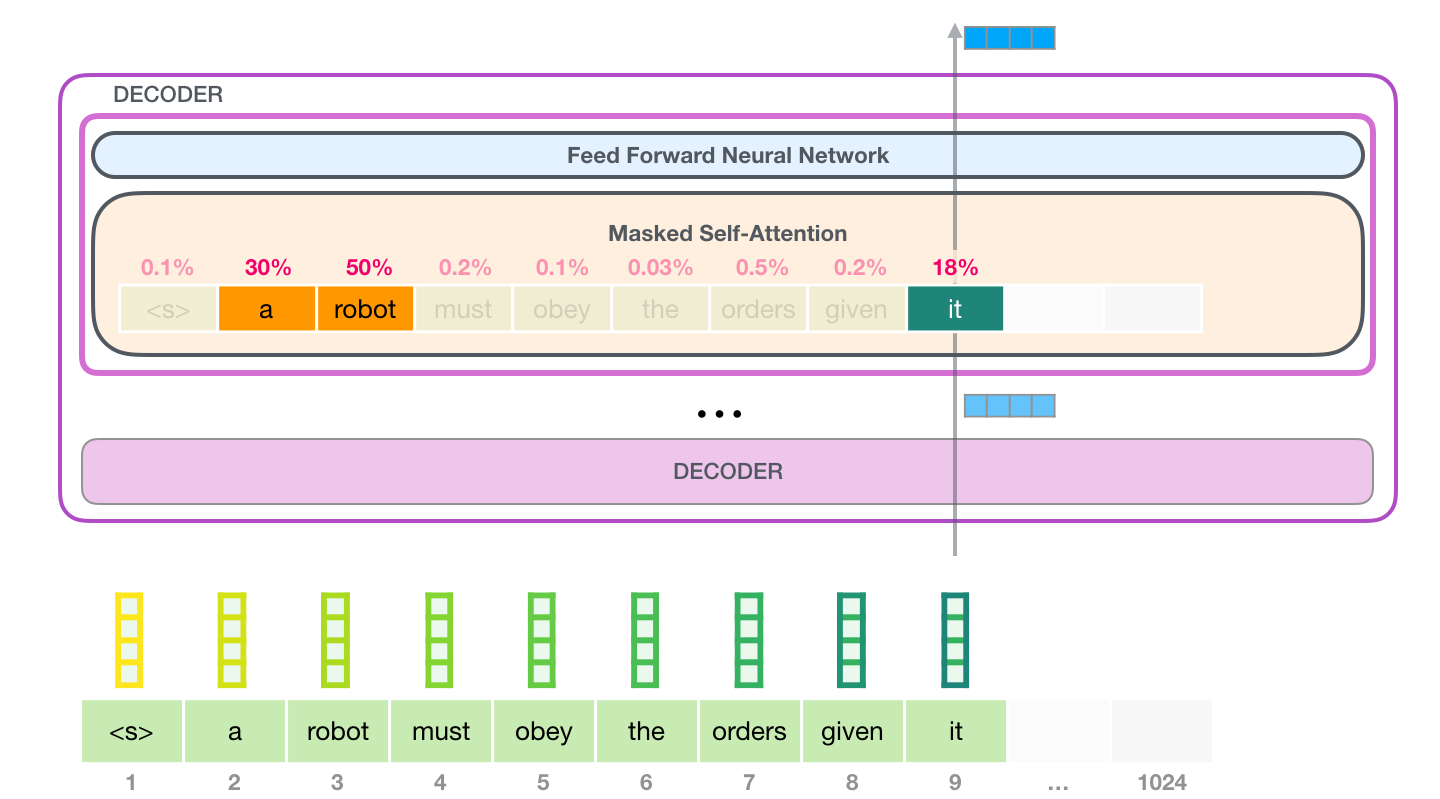 DECODER
Feed Forward Neural Network
Masked Self-Attention
0.1% 30% 50% 0.2% 0.1% 0.03% 0.5% 0.2% 18%
<s> a robot must obey the orders given it
...
DECODER
<s> a robot must obey the orders given it
1 2 3 4 5 6 7 8 9 ... 1024